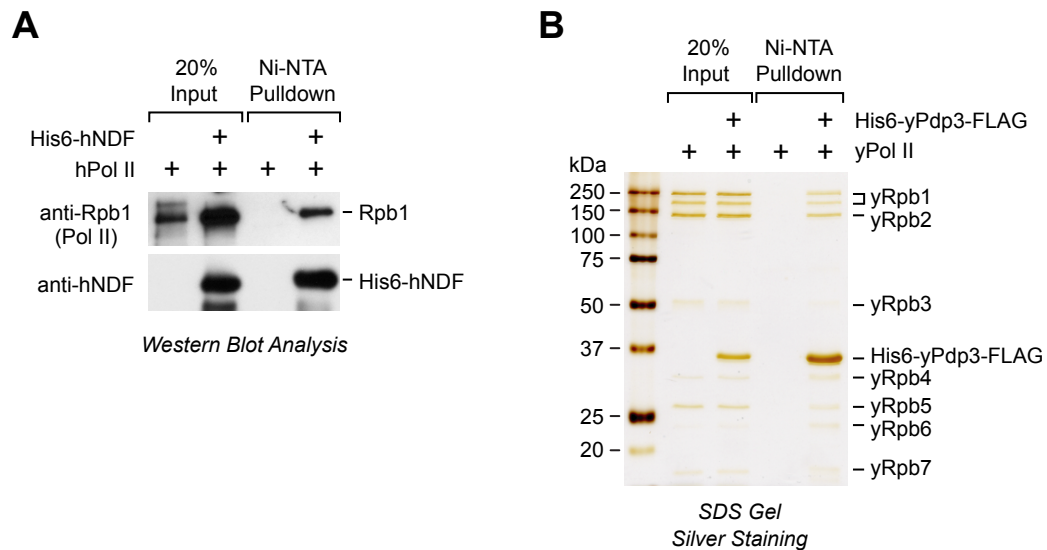 A
20% Input
Ni-NTA Pulldown
His6-hNDF + +
hPol II + + + +
anti-Rpb1 (Pol II)
Rpb1
anti-hNDF
His6-hNDF
Western Blot Analysis
B
20% Input
Ni-NTA Pulldown
+ + His6-yPdp3-FLAG
+ + + + yPol II
kDa
250
150
100
75
50
37
25
20
yRpb1
yRpb2
yRpb3
His6-yPdp3-FLAG
yRpb4
yRpb5
yRpb6
yRpb7
SDS Gel
Silver Staining